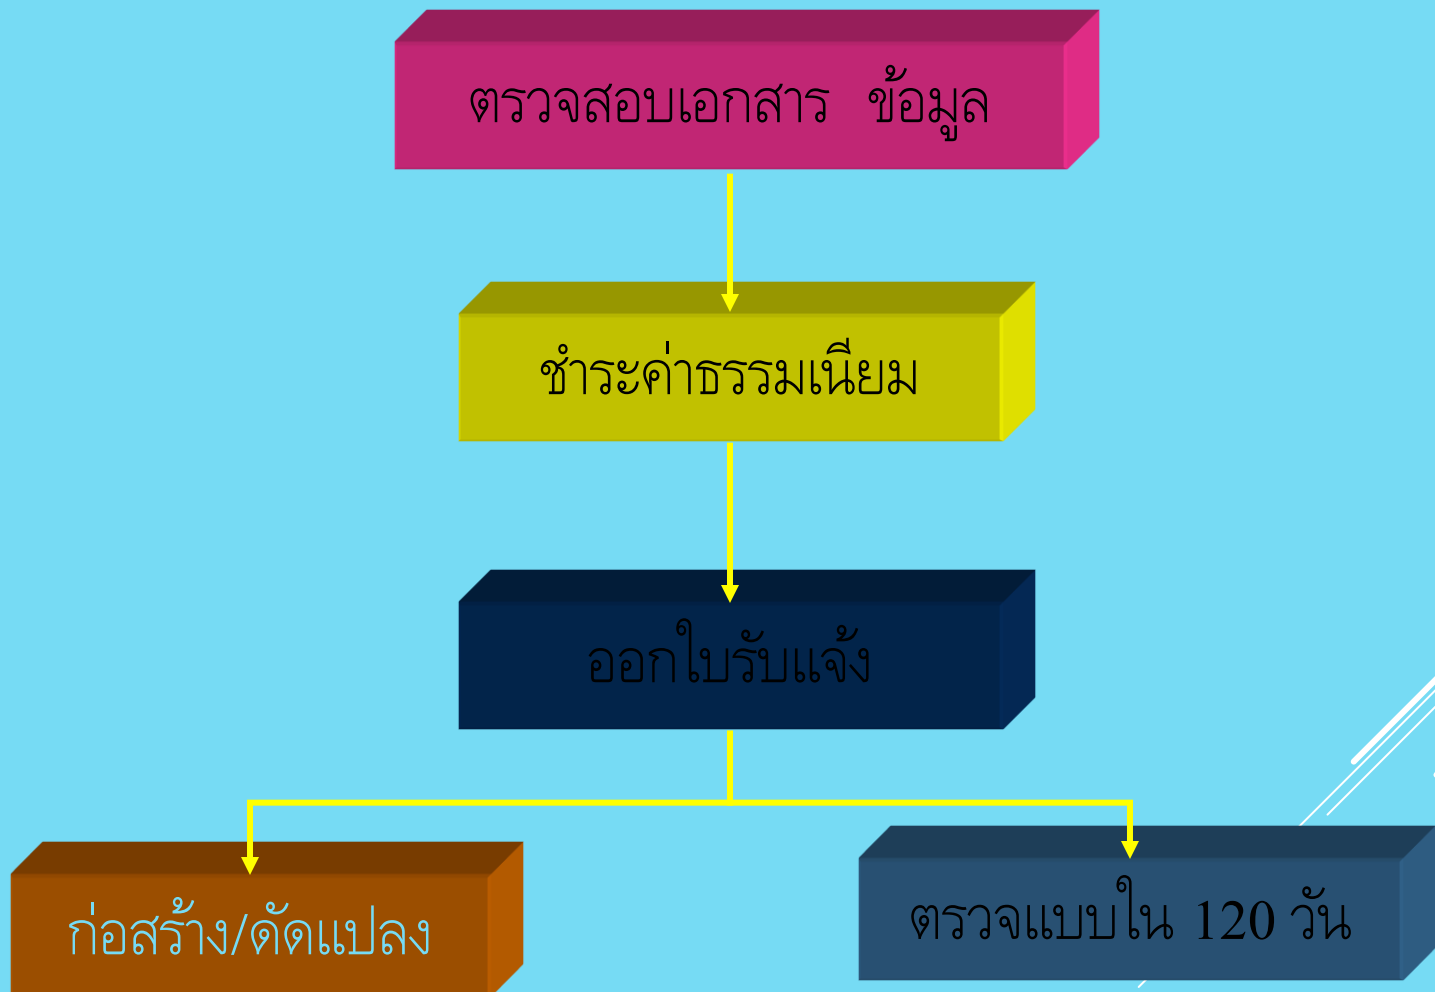 ตรวจสอบเอกสาร ข้อมูล
ชำระค่าธรรมเนียม
ออกใบรับแจ้ง
ก่อสร้าง/ดัดแปลง
ตรวจแบบใน 120 วัน